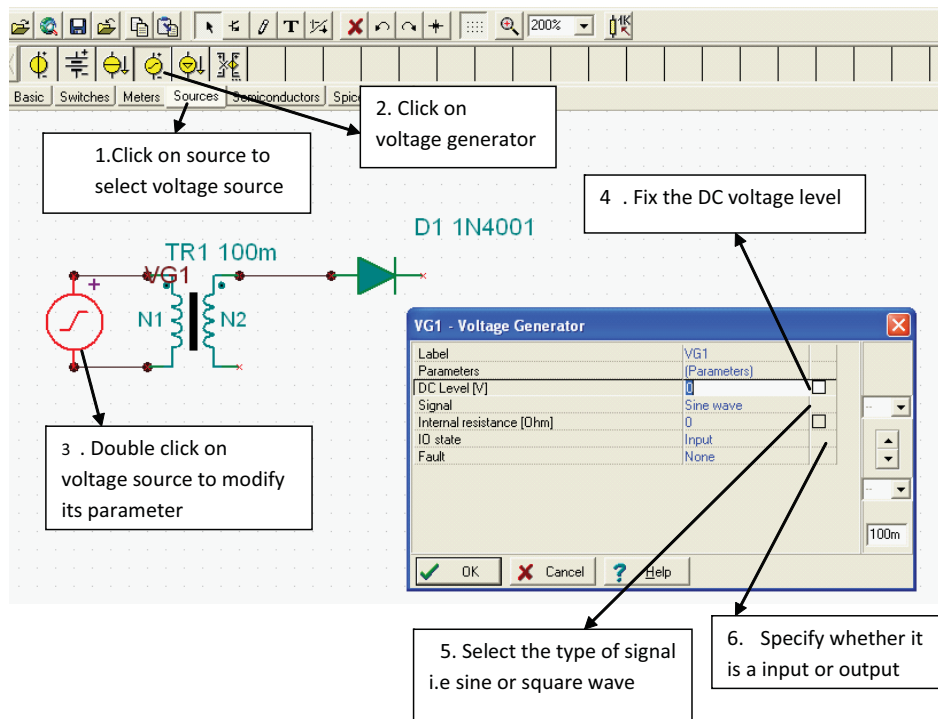 200%
1K
Basic Switches Meters Sources Semiconductors Spice
2. Click on
voltage generator
1.Click on source to
select voltage source
4 . Fix the DC voltage level
D1 1N4001
TR1 100m
VG1
+
N1 N2
VG1 - Voltage Generator
Label VG1
Parameters (Parameters)
DC Level [V] 0
Signal Sine wave
Internal resistance [Ohm] 0
IO state Input
Fault None
100m
OK Cancel ? Help
3 . Double click on
voltage source to modify
its parameter
5. Select the type of signal
i.e sine or square wave
6. Specify whether it
is a input or output